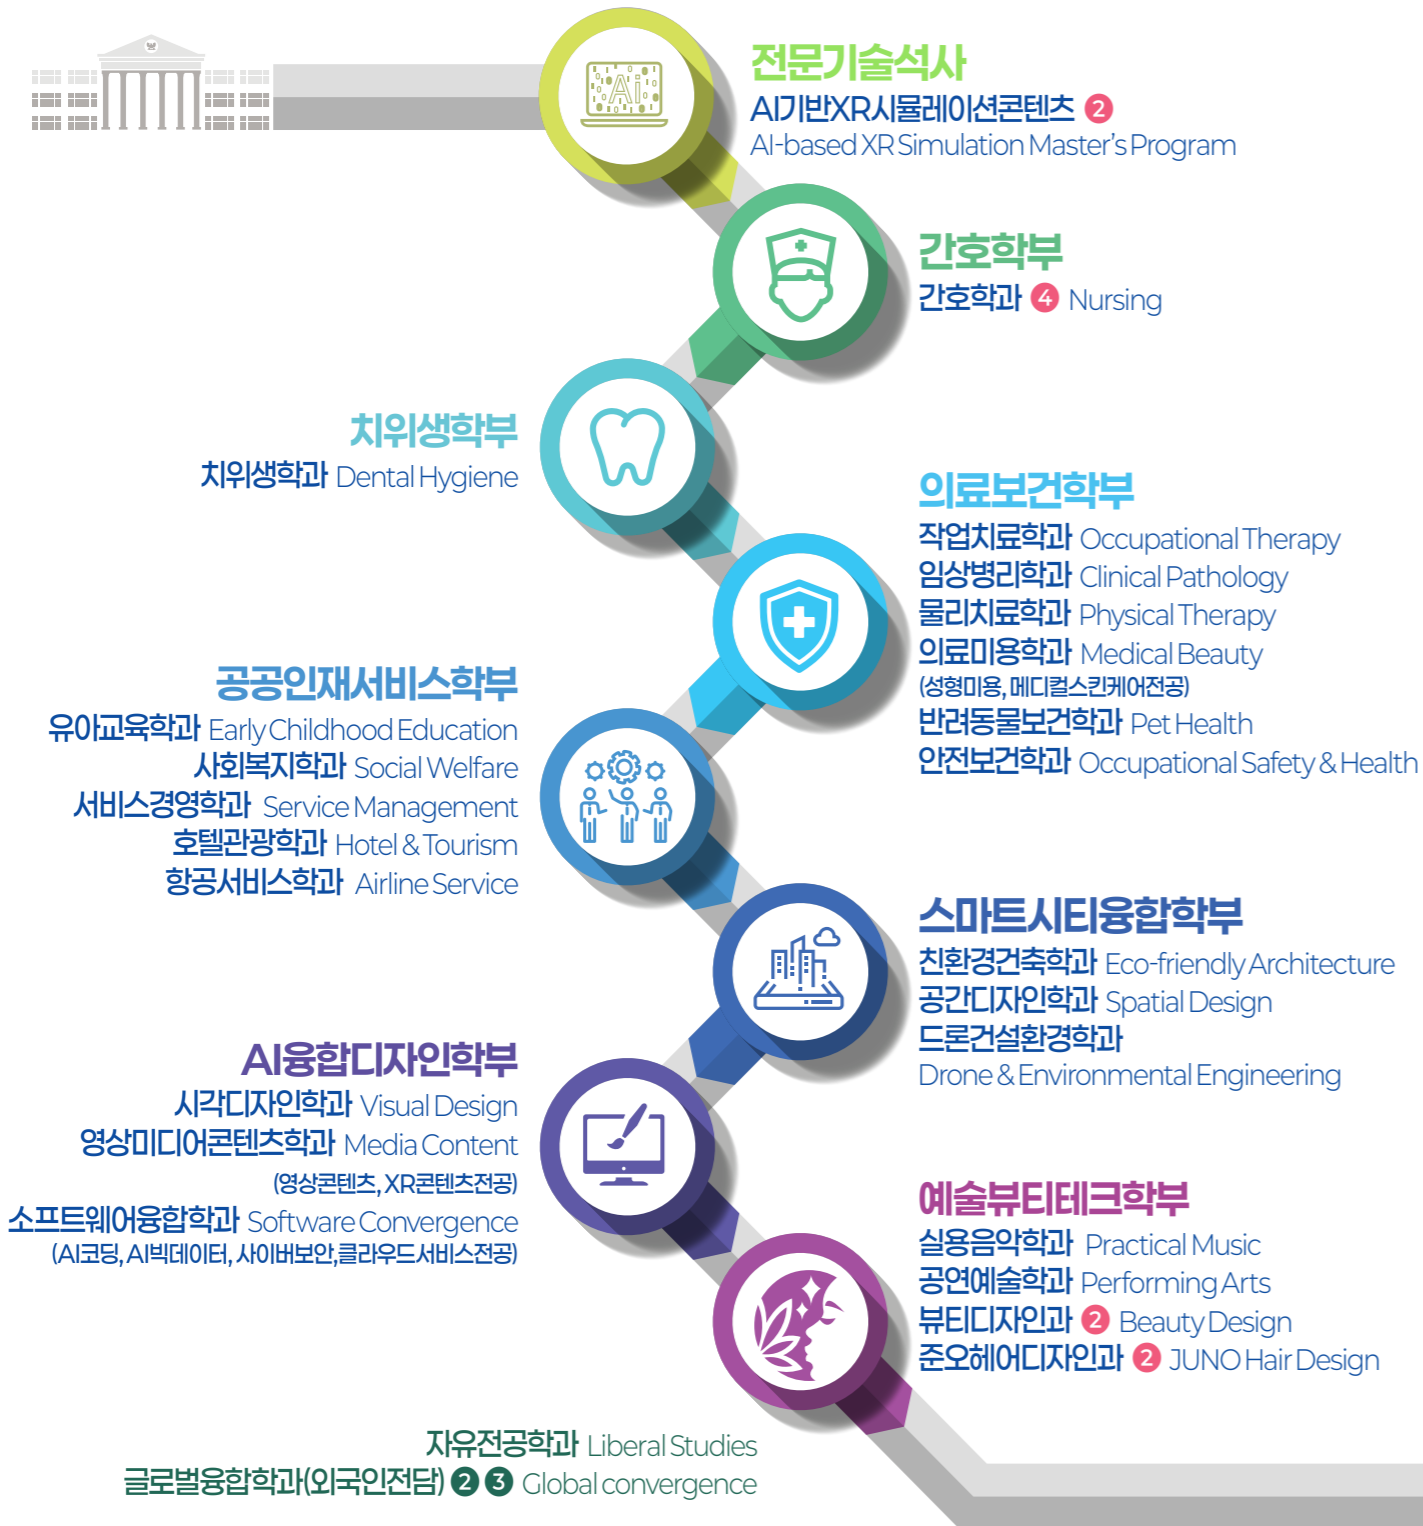 Ai
전문기술석사
AI기반XR시뮬레이션콘텐츠 2
AI-based XR Simulation Master's Program
간호학부
간호학과 4 Nursing
치위생학부
치위생학과 Dental Hygiene
의료보건학부
작업치료학과 Occupational Therapy
임상병리학과 Clinical Pathology
물리치료학과 Physical Therapy
의료미용학과 Medical Beauty
(성형미용, 메디컬스킨케어전공)
반려동물보건학과 Pet Health
안전보건학과 Occupational Safety & Health
공공인재서비스학부
유아교육학과 Early Childhood Education
사회복지학과 Social Welfare
서비스경영학과 Service Management
호텔관광학과 Hotel & Tourism
항공서비스학과 Airline Service
스마트시티융합학부
친환경건축학과 Eco-friendly Architecture
공간디자인학과 Spatial Design
드론건설환경학과
Drone & Environmental Engineering
AI융합디자인학부
시각디자인학과 Visual Design
영상미디어콘텐츠학과 Media Content
(영상콘텐츠, XR콘텐츠전공)
소프트웨어융합학과 Software Convergence
(AI코딩, AI빅데이터, 사이버보안,클라우드서비스전공)
예술뷰티테크학부
실용음악학과 Practical Music
공연예술학과 Performing Arts
뷰티디자인과 2 Beauty Design
준오헤어디자인과 2 JUNO Hair Design
자유전공학과 Liberal Studies
글로벌융합학과(외국인전담) 2 3 Global convergence